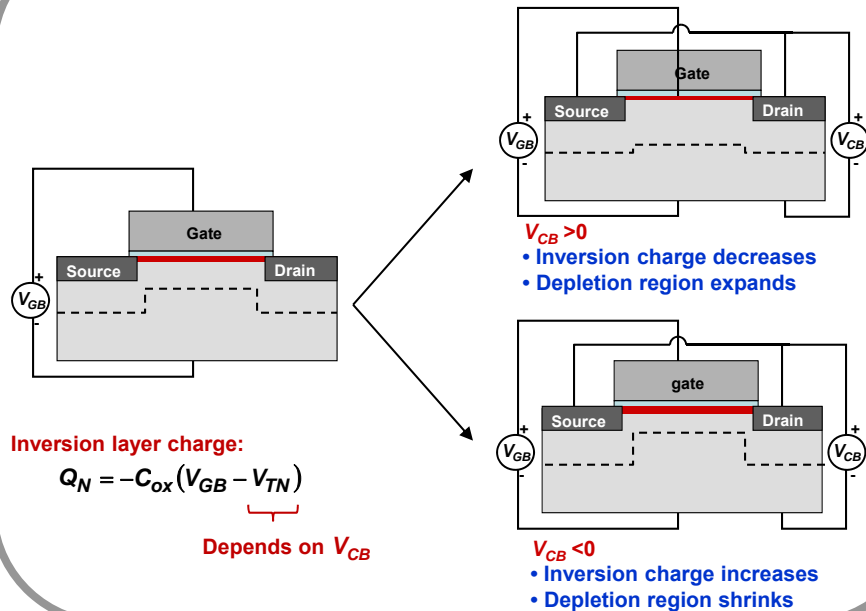 Gate
Source
Drain
+
V_GB
-
Inversion layer charge:
Q_N = -C_ox(V_GB - V_TN)
Depends on V_CB
Gate
Source
Drain
+
V_GB
-
+
V_CB
-
V_CB >0
• Inversion charge decreases
• Depletion region expands
gate
Source
Drain
+
V_GB
-
+
V_CB
-
V_CB <0
• Inversion charge increases
• Depletion region shrinks